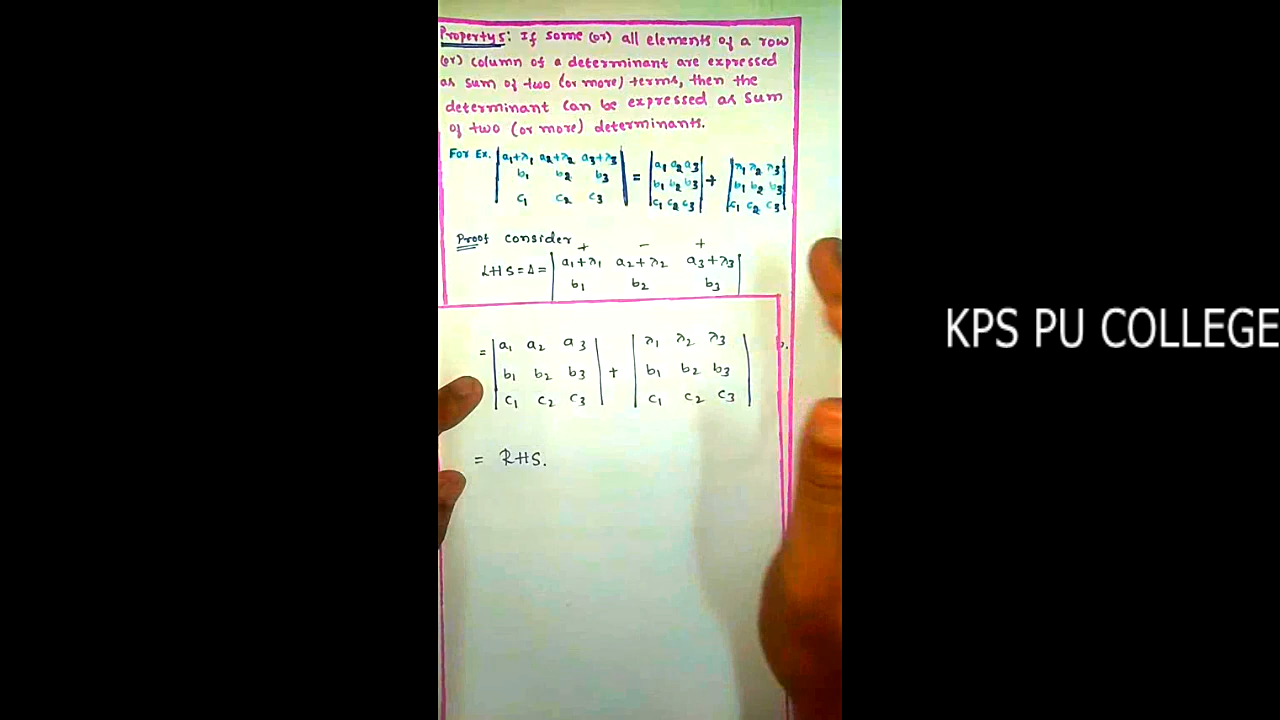 Property5: If some (or) all elements of a row
(or) column of a determinant are expressed
as sum of two (or more) terms, then the
determinant can be expressed as sum
of two (or more) determinants.
For Ex. | a₁+λ₁ a₂+λ₂ a₃+λ₃ | = | a₁ a₂ a₃ | + | λ₁ λ₂ λ₃ |
b₁ b₂ b₃ b₁ b₂ b₃ b₁ b₂ b₃
c₁ c₂ c₃ c₁ c₂ c₃ c₁ c₂ c₃
Proof consider
+ − +
LHS = Δ = | a₁+λ₁ a₂+λ₂ a₃+λ₃ |
b₁ b₂ b₃
= | a₁ a₂ a₃ | + | λ₁ λ₂ λ₃ |
b₁ b₂ b₃ b₁ b₂ b₃
c₁ c₂ c₃ c₁ c₂ c₃
= RHS.
KPS PU COLLEGE